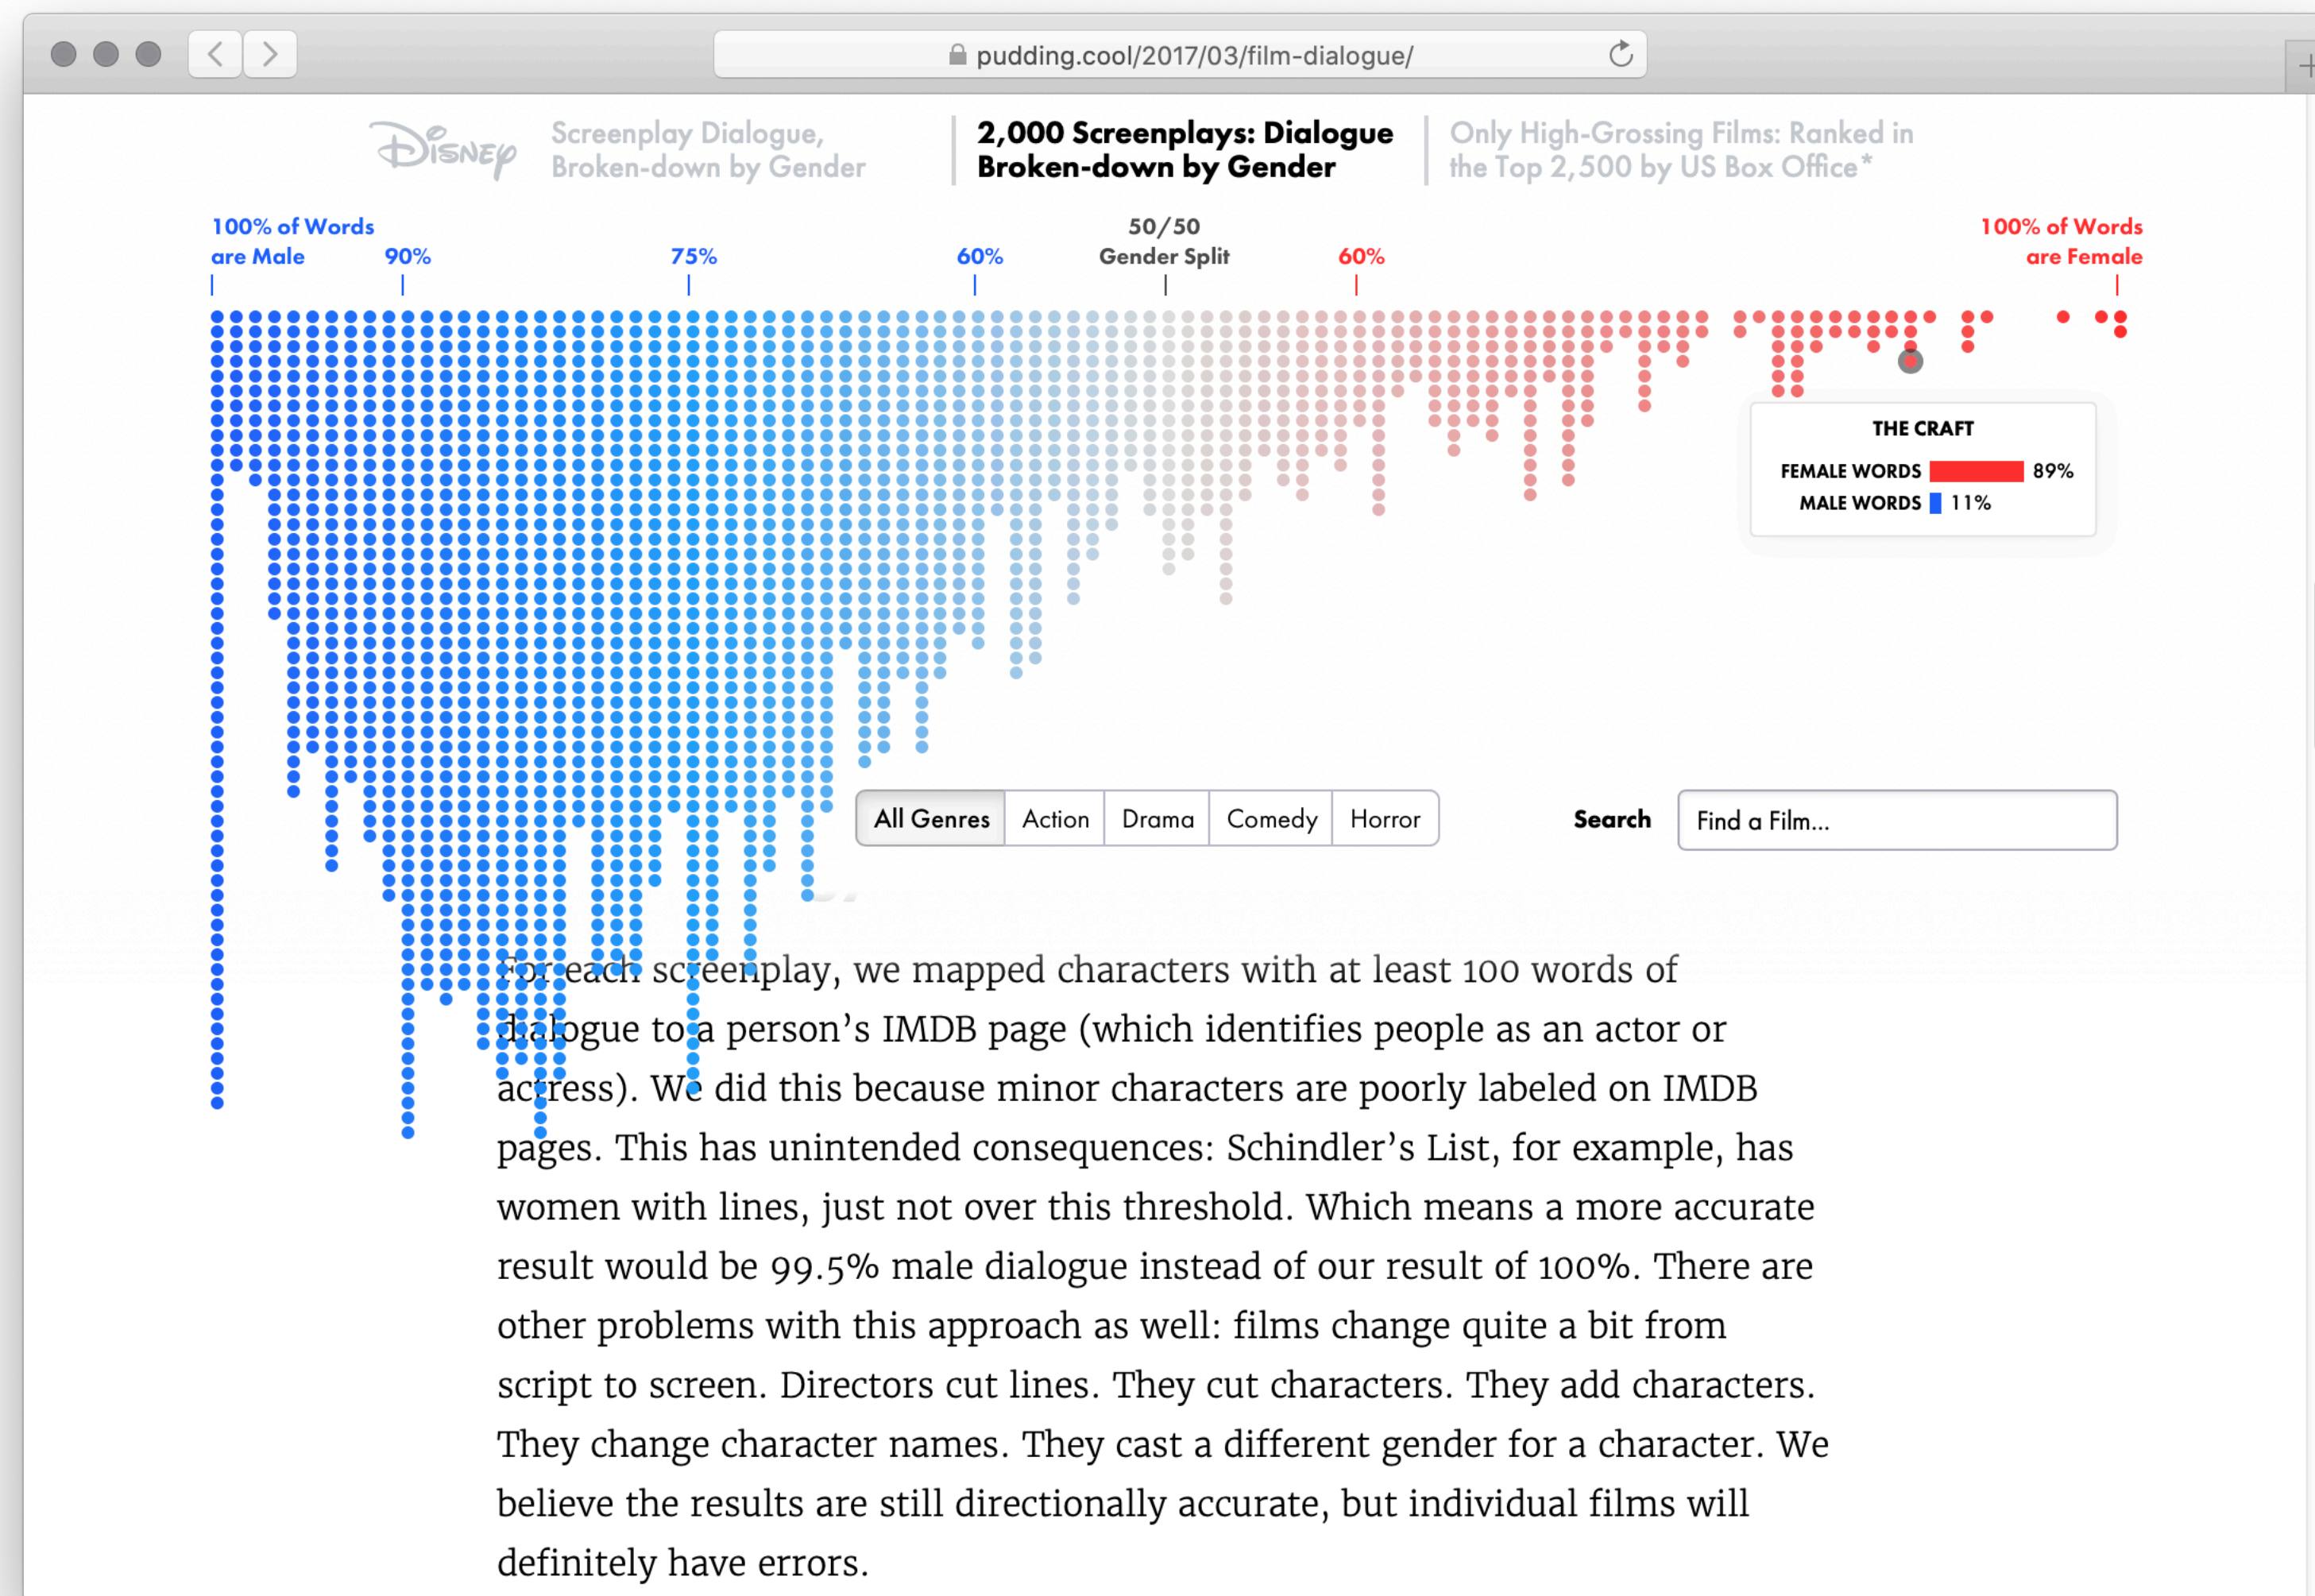 pudding.cool/2017/03/film-dialogue/
Disney
Screenplay Dialogue,
Broken-down by Gender
2,000 Screenplays: Dialogue
Broken-down by Gender
Only High-Grossing Films: Ranked in
the Top 2,500 by US Box Office*
100% of Words
are Male
90%
75%
60%
50/50
Gender Split
60%
100% of Words
are Female
THE CRAFT
FEMALE WORDS 89%
MALE WORDS 11%
All Genres Action Drama Comedy Horror
Search Find a Film...
For each screenplay, we mapped characters with at least 100 words of
dialogue to a person’s IMDB page (which identifies people as an actor or
actress). We did this because minor characters are poorly labeled on IMDB
pages. This has unintended consequences: Schindler’s List, for example, has
women with lines, just not over this threshold. Which means a more accurate
result would be 99.5% male dialogue instead of our result of 100%. There are
other problems with this approach as well: films change quite a bit from
script to screen. Directors cut lines. They cut characters. They add characters.
They change character names. They cast a different gender for a character. We
believe the results are still directionally accurate, but individual films will
definitely have errors.